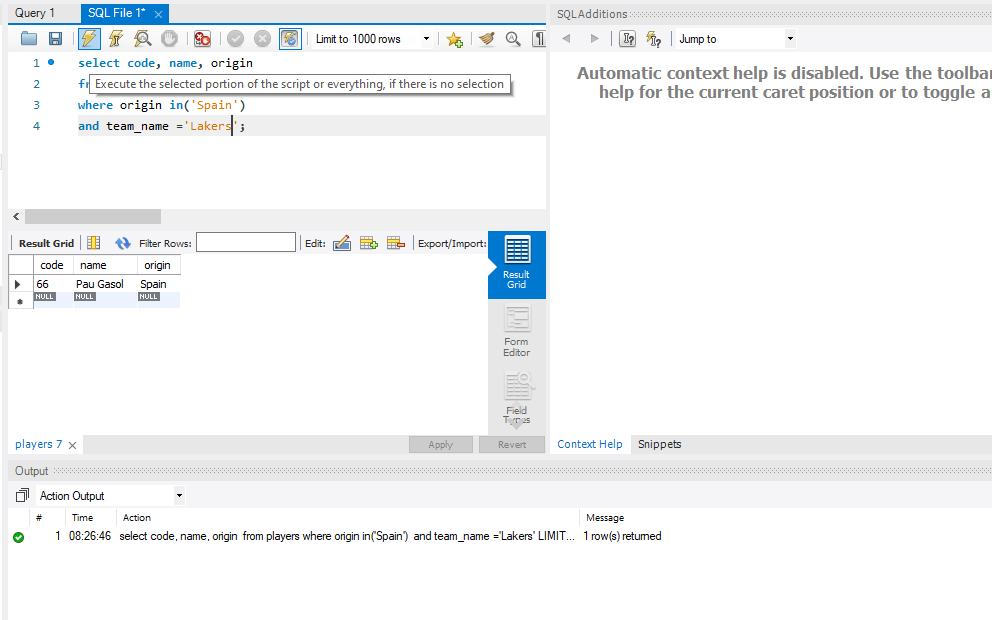 Query 1 SQL File 1*
SQLAdditions
Limit to 1000 rows
Jump to
1 select code, name, origin
2 fr
Execute the selected portion of the script or everything, if there is no selection
3 where origin in('Spain')
4 and team_name ='Lakers';
Automatic context help is disabled. Use the toolbar
help for the current caret position or to toggle a
Result Grid Filter Rows: Edit: Export/Import:
code name origin
66 Pau Gasol Spain
NULL NULL NULL
Result
Grid
Form
Editor
Field
Types
players 7 Apply Revert
Context Help Snippets
Output
Action Output
# Time Action Message
1 08:26:46 select code, name, origin from players where origin in('Spain') and team_name ='Lakers' LIMIT... 1 row(s) returned